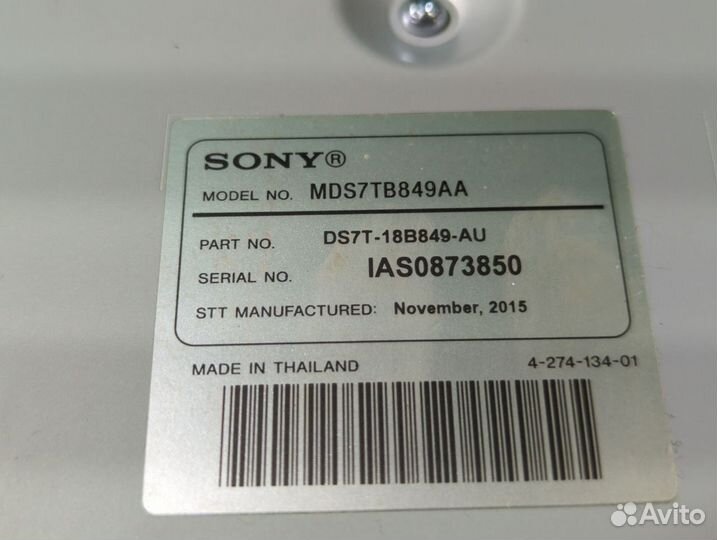 SONY®
MODEL NO. MDS7TB849AA
PART NO. DS7T-18B849-AU
SERIAL NO. IAS0873850
STT MANUFACTURED: November, 2015
MADE IN THAILAND 4-274-134-01
Avito